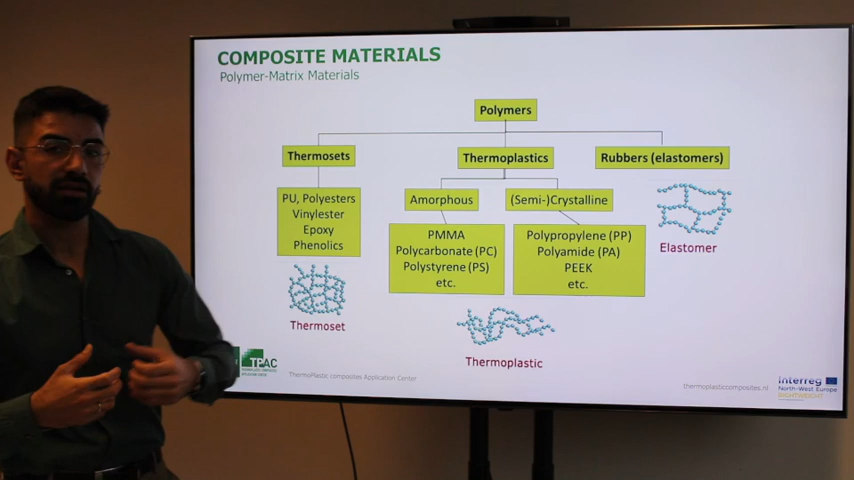 COMPOSITE MATERIALS
Polymer-Matrix Materials
Polymers
Thermosets
Thermoplastics
Rubbers (elastomers)
PU, Polyesters
Vinylester
Epoxy
Phenolics
Amorphous
(Semi-)Crystalline
PMMA
Polycarbonate (PC)
Polystyrene (PS)
etc.
Polypropylene (PP)
Polyamide (PA)
PEEK
etc.
Elastomer
Thermoset
Thermoplastic
TPAC
ThermoPlastic composites Application Center
thermoplasticcomposites.nl
Interreg
North-West Europe